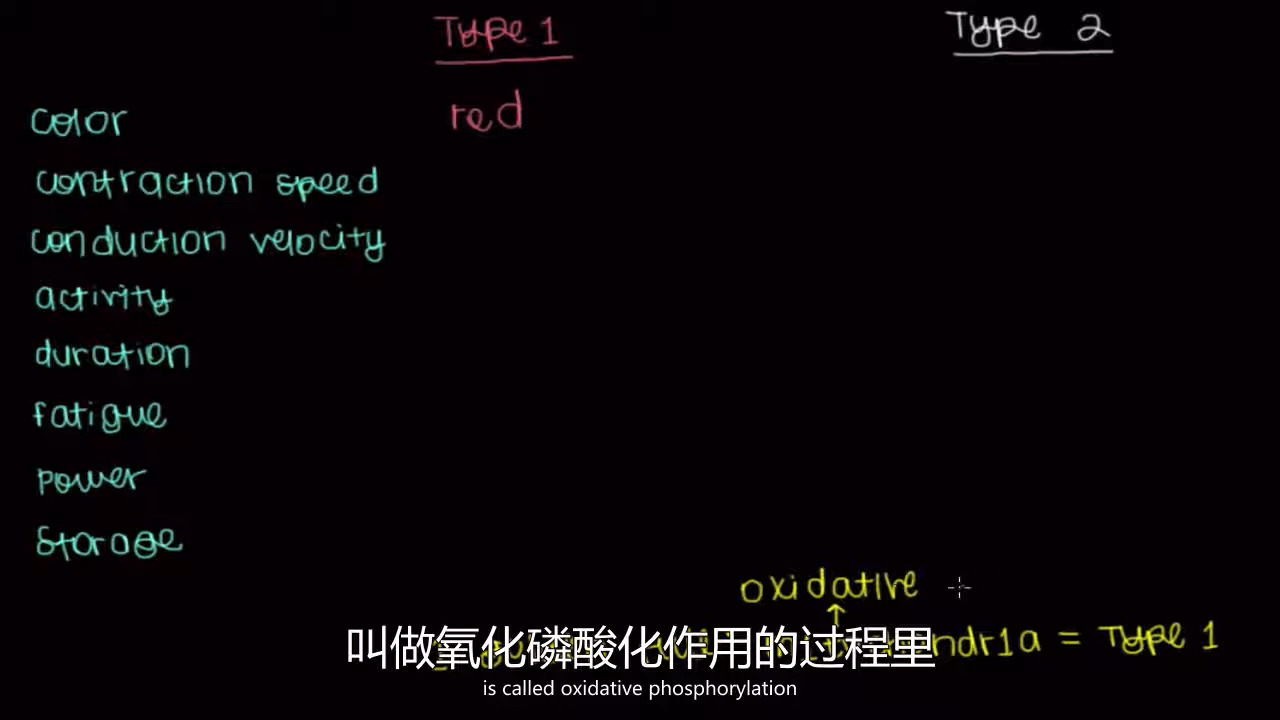 Type 1
Type 2
color
red
contraction speed
conduction velocity
activity
duration
fatigue
power
storage
oxidative
↑
= Type 1
叫做氧化磷酸化作用的过程里
is called oxidative phosphorylation